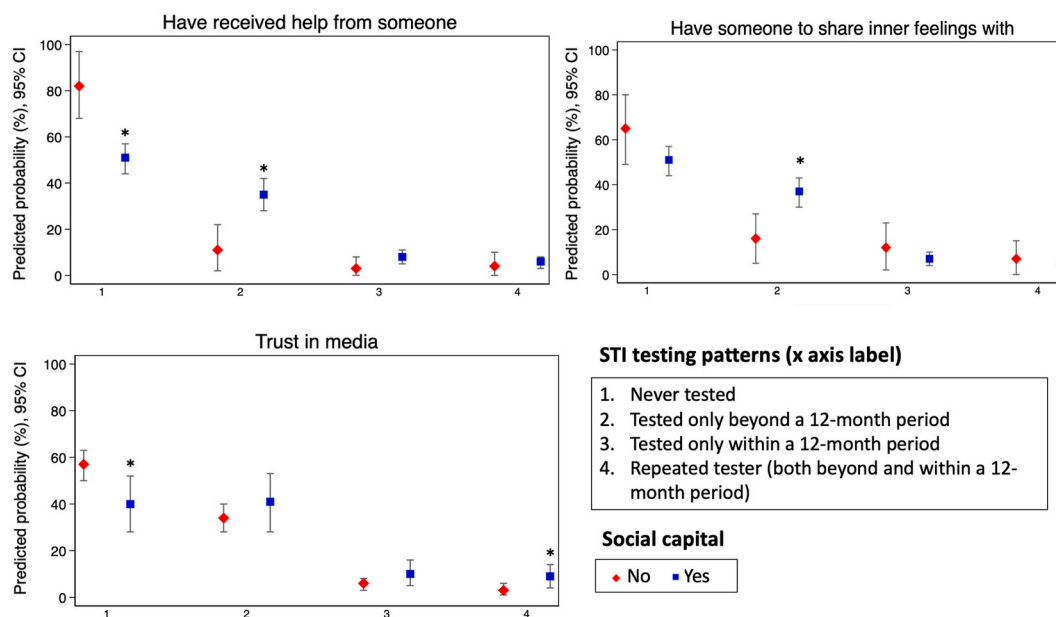 Have received help from someone
Predicted probability (%), 95% CI
100
80
60
40
20
0
*
*
1 2 3 4
Have someone to share inner feelings with
Predicted probability (%), 95% CI
100
80
60
40
20
0
*
1 2 3 4
Trust in media
Predicted probability (%), 95% CI
100
80
60
40
20
0
*
*
1 2 3 4
STI testing patterns (x axis label)
1. Never tested
2. Tested only beyond a 12-month period
3. Tested only within a 12-month period
4. Repeated tester (both beyond and within a 12-
month period)
Social capital
No Yes